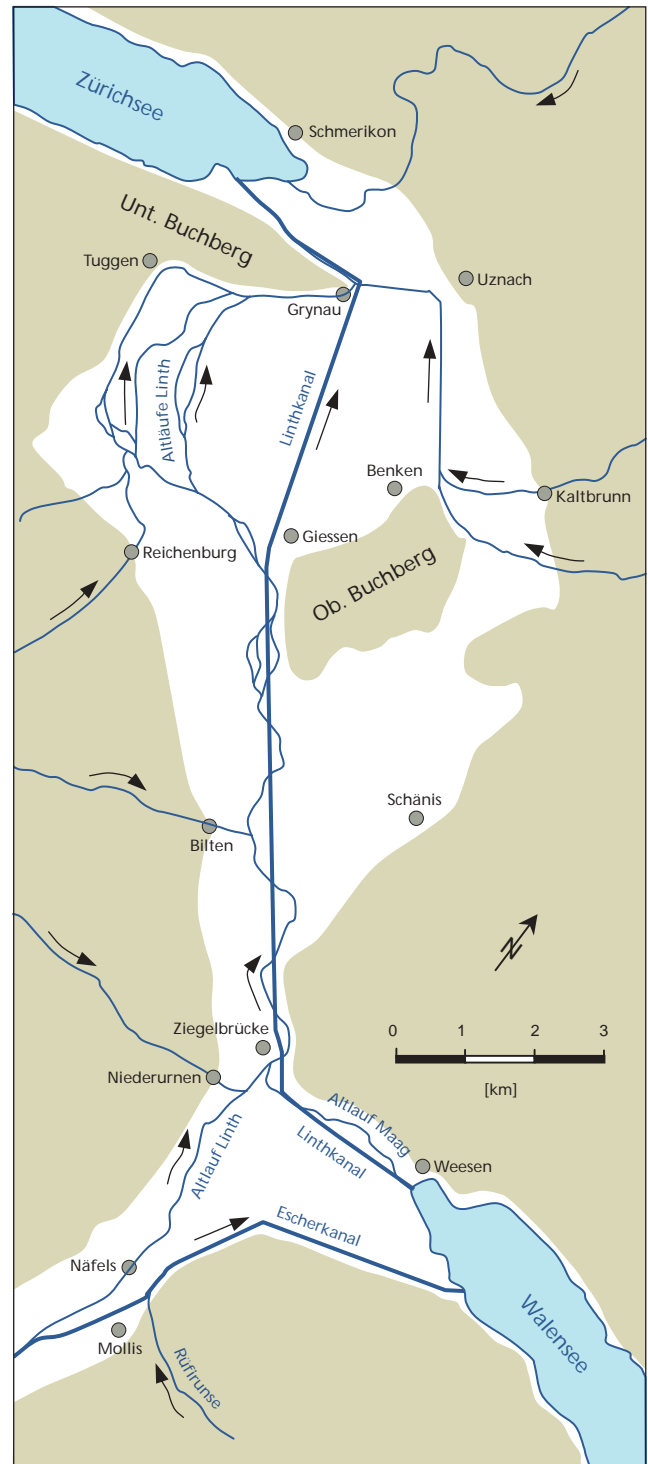 Zürichsee
Schmerikon
Unt. Buchberg
Tuggen
Uznach
Grynau
Altläufe Linth
Linthkanal
Benken
Kaltbrunn
Giessen
Reichenburg
Ob. Buchberg
Schänis
Bilten
N
Ziegelbrücke
0 1 2 3
[km]
Niederurnen
Altlauf Maag
Altlauf Linth
Linthkanal
Weesen
Escherkanal
Näfels
Walensee
Mollis
Rüfirunse